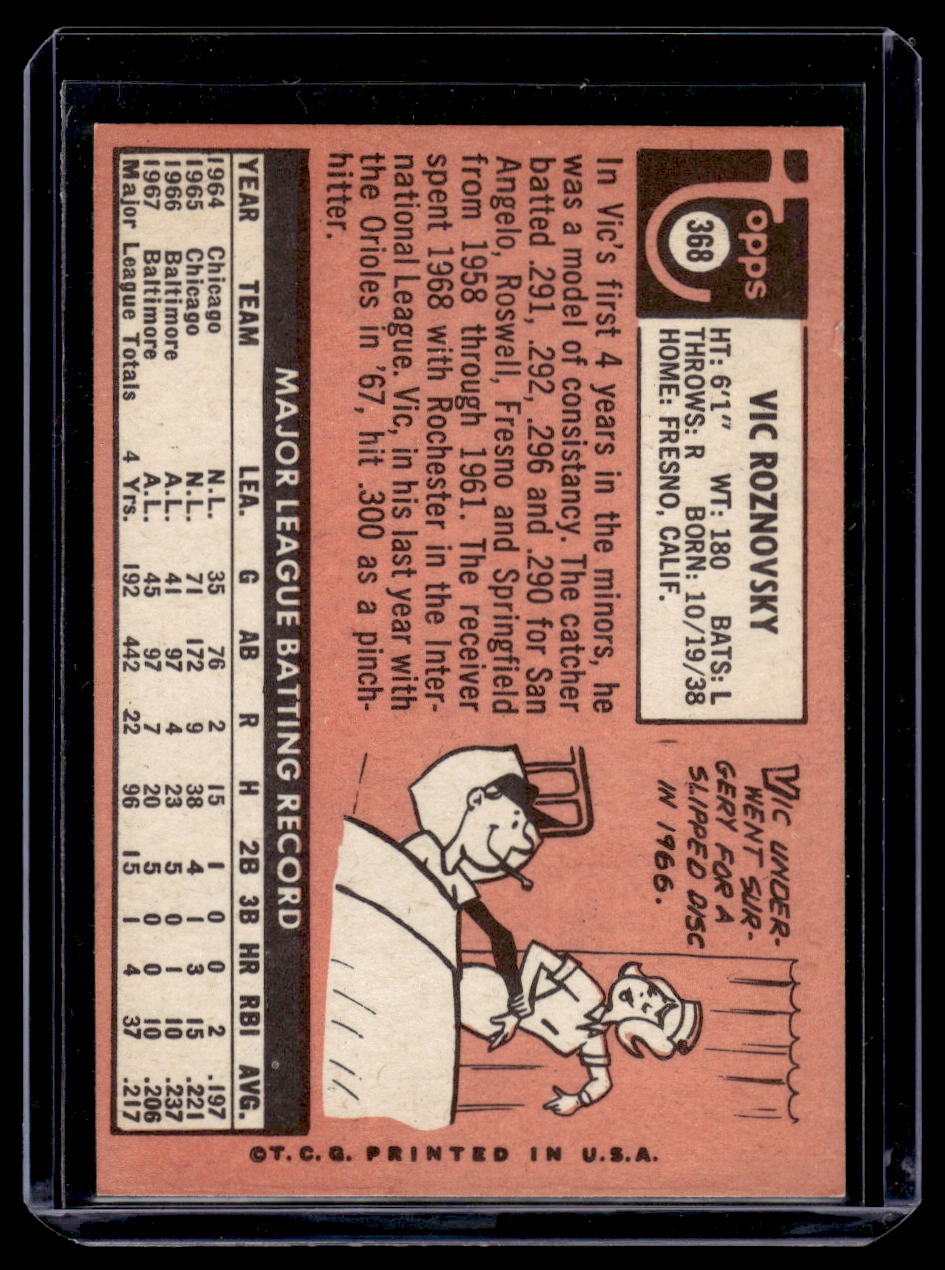 Topps
368
VIC ROZNOVSKY
HT: 6'1" WT: 180 BATS: L
THROWS: R BORN: 10/19/38
HOME: FRESNO, CALIF.
In Vic's first 4 years in the minors, he
was a model of consistancy. The catcher
batted .291, .292, .296 and .290 for San
Angelo, Roswell, Fresno and Springfield
from 1958 through 1961. The receiver
spent 1968 with Rochester in the Inter-
national League. Vic, in his last year with
the Orioles in '67, hit .300 as a pinch-
hitter.
VIC UNDER-
WENT SUR-
GERY FOR A
SLIPPED DISC
IN 1966.
MAJOR LEAGUE BATTING RECORD
YEAR TEAM LEA. G AB R H 2B 3B HR RBI AVG.
1964 Chicago N.L. 35 76 2 15 1 0 0 2 .197
1965 Chicago N.L. 71 172 9 38 4 1 3 15 .221
1966 Baltimore A.L. 41 97 4 23 5 0 1 10 .237
1967 Baltimore A.L. 45 97 7 20 5 0 0 10 .206
Major League Totals 4 Yrs. 192 442 22 96 15 1 4 37 .217
©T.C.G. PRINTED IN U.S.A.